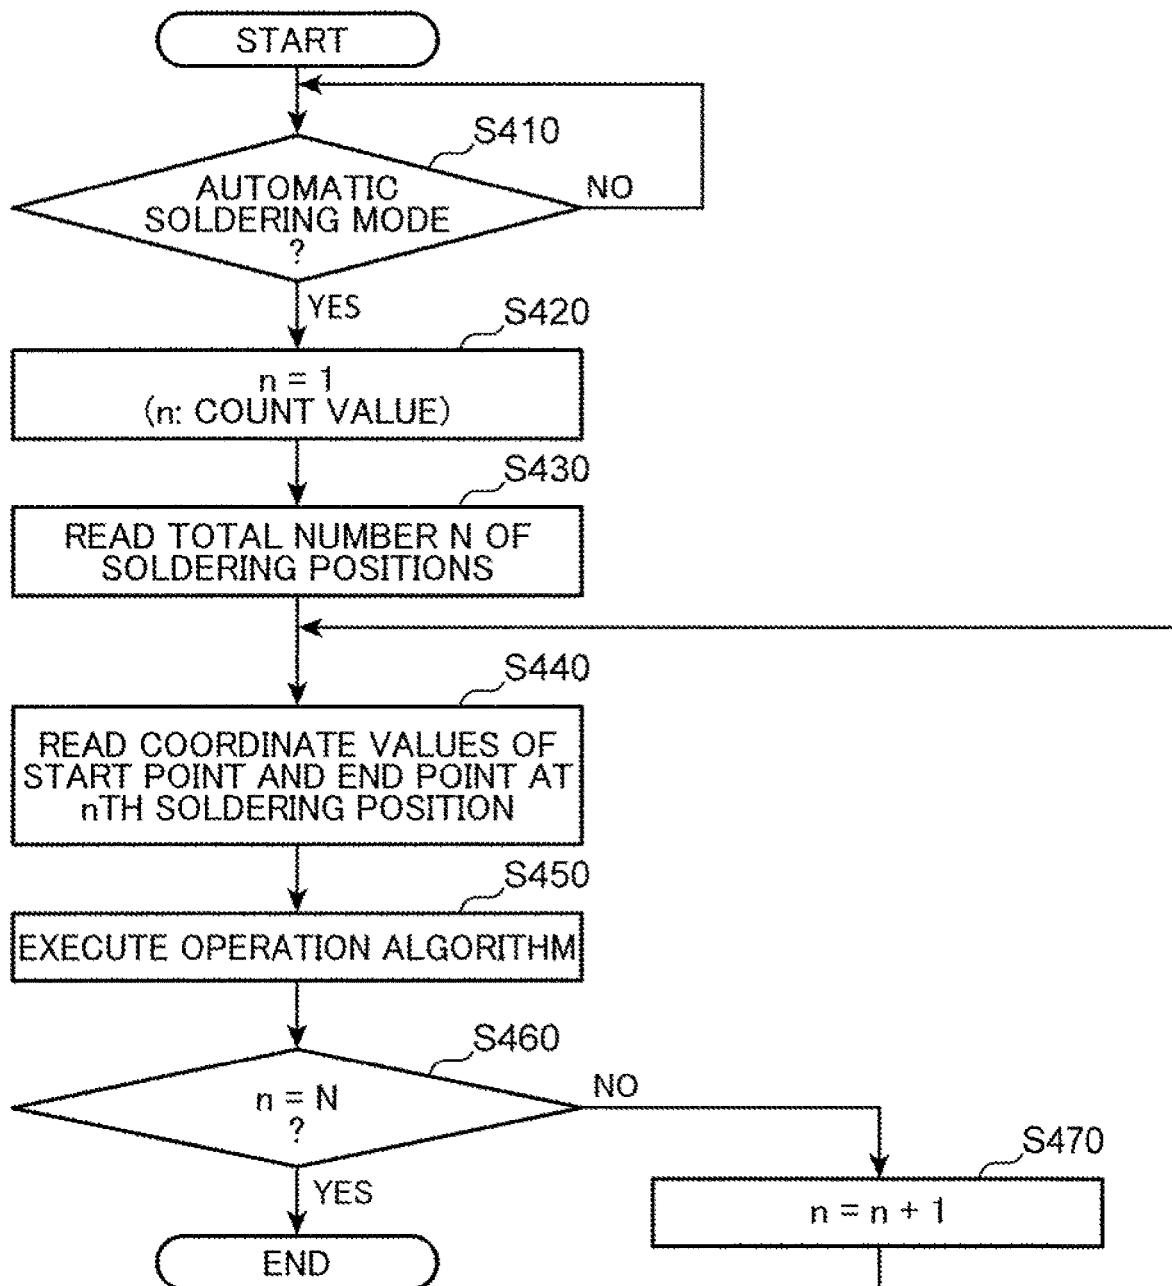 START
S410
AUTOMATIC
SOLDERING MODE
?
NO
YES
S420
n = 1
(n: COUNT VALUE)
S430
READ TOTAL NUMBER N OF
SOLDERING POSITIONS
S440
READ COORDINATE VALUES OF
START POINT AND END POINT AT
nTH SOLDERING POSITION
S450
EXECUTE OPERATION ALGORITHM
S460
n = N
?
NO
YES
S470
n = n + 1
END